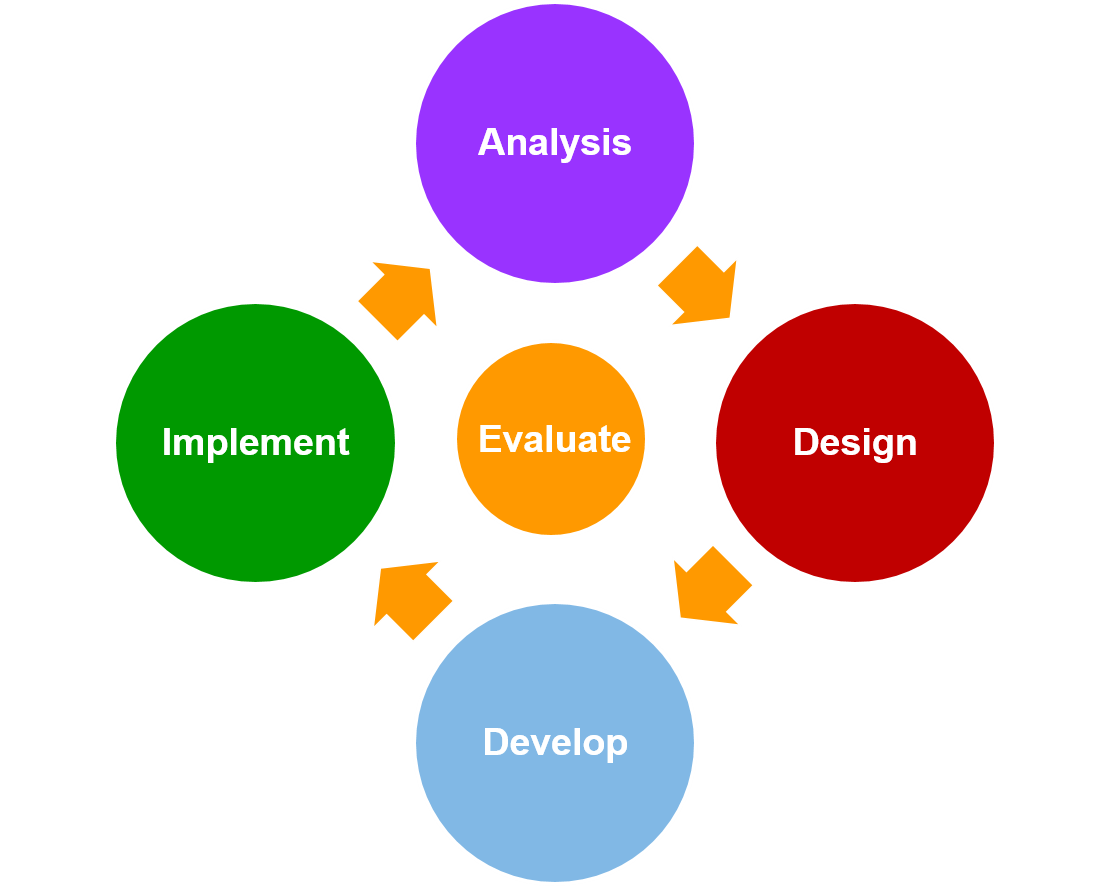 Analysis
Implement
Evaluate
Design
Develop